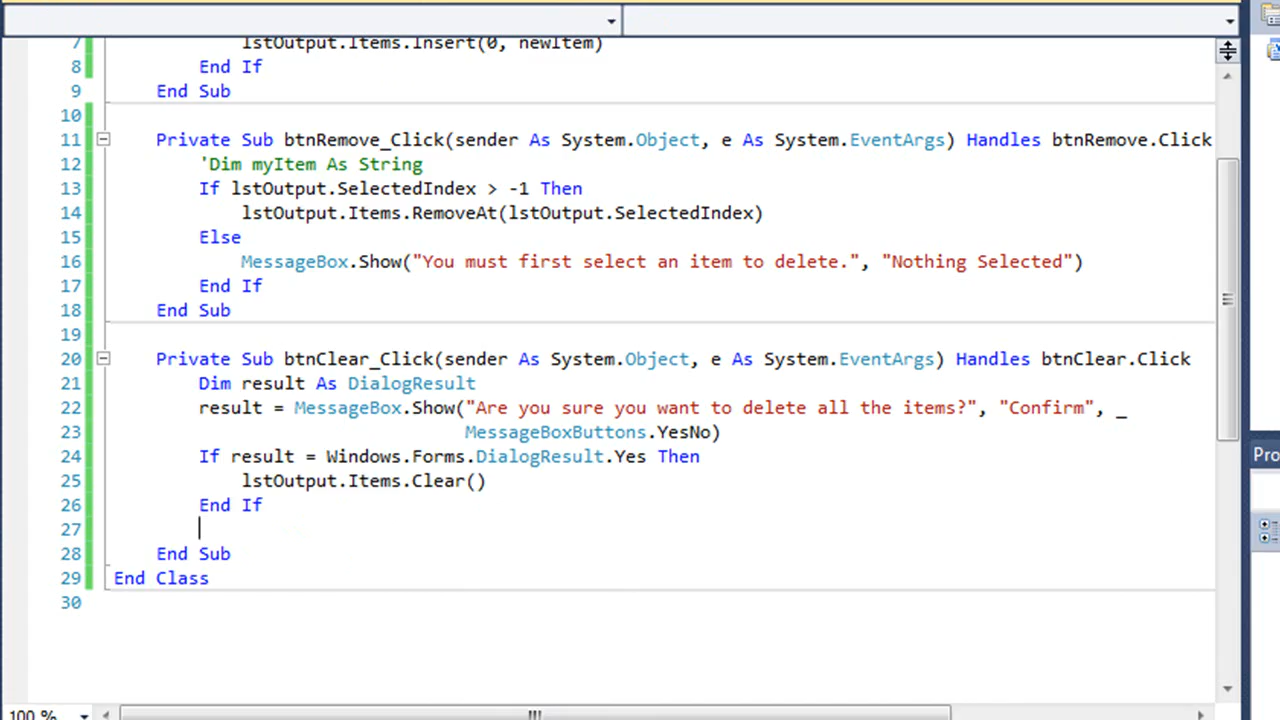 7 lstOutput.Items.Insert(0, newItem)
8 End If
9 End Sub
10
11 Private Sub btnRemove_Click(sender As System.Object, e As System.EventArgs) Handles btnRemove.Click
12 'Dim myItem As String
13 If lstOutput.SelectedIndex > -1 Then
14 lstOutput.Items.RemoveAt(lstOutput.SelectedIndex)
15 Else
16 MessageBox.Show("You must first select an item to delete.", "Nothing Selected")
17 End If
18 End Sub
19
20 Private Sub btnClear_Click(sender As System.Object, e As System.EventArgs) Handles btnClear.Click
21 Dim result As DialogResult
22 result = MessageBox.Show("Are you sure you want to delete all the items?", "Confirm", _
23 MessageBoxButtons.YesNo)
24 If result = Windows.Forms.DialogResult.Yes Then
Pro
25 lstOutput.Items.Clear()
26 End If
27
28 End Sub
29 End Class
30
100 %